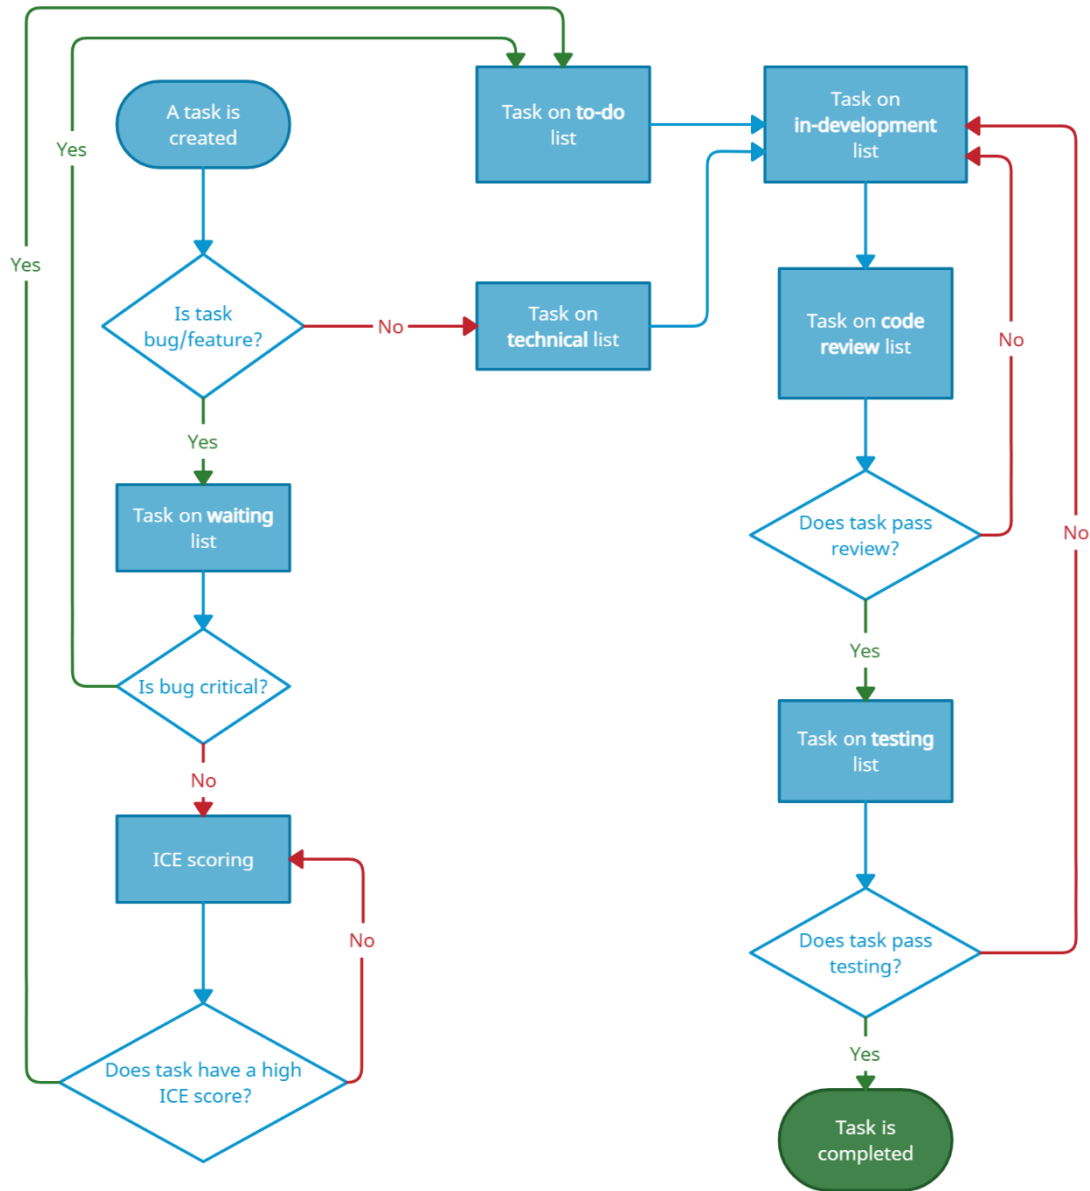 A task is
created
Yes
Yes
Is task
bug/feature?
No
Yes
Task on waiting
list
Is bug critical?
No
ICE scoring
No
Does task have a high
ICE score?
Task on to-do
list
Task on
technical list
Task on
in-development
list
Task on code
review list
No
Does task pass
review?
No
Yes
Task on testing
list
Does task pass
testing?
Yes
Task is
completed